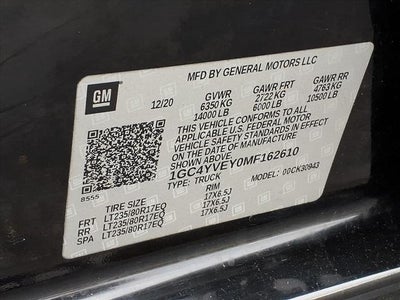 MFD BY GENERAL MOTORS LLC
GM 12/20 GVWR GAWR FRT GAWR RR
6350 KG 2722 KG 4763 KG
14000 LB 6000 LB 10500 LB
THIS VEHICLE CONFORMS TO ALL APPLICABLE
U.S. FEDERAL MOTOR VEHICLE
SAFETY STANDARDS IN EFFECT ON
THE DATE OF MANUFACTURE
SHOWN ABOVE.
1GC4YVEY0MF162610
8555 TYPE: TRUCK MODEL: 00CK30943
TIRE SIZE RIM
FRT LT235/80R17EQ 17X6.5J
RR LT235/80R17EQ 17X6.5J
SPA LT235/80R17EQ 17X6.5J